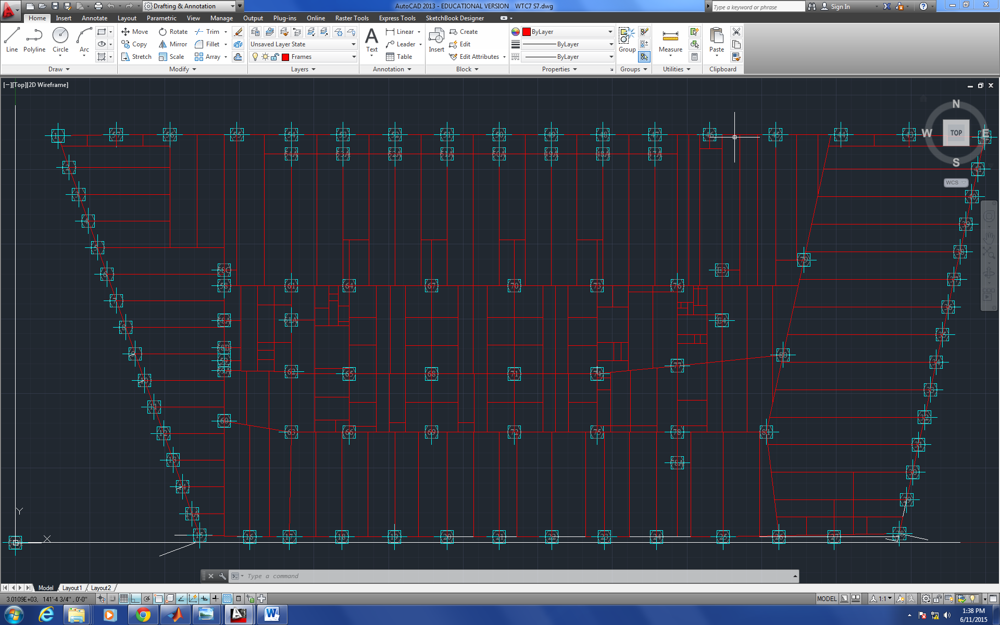 Drafting & Annotation
AutoCAD 2013 - EDUCATIONAL VERSION WTC7 S7.dwg
Type a keyword or phrase
Sign In
Home Insert Annotate Layout Parametric View Manage Output Plug-ins Online Raster Tools Express Tools SketchBook Designer
Line Polyline Circle Arc
Move Rotate Trim
Copy Mirror Fillet
Stretch Scale Array
Unsaved Layer State
Frames
Text
Linear
Leader
Table
Insert
Create
Edit
Edit Attributes
ByLayer
ByLayer
ByLayer
Group
Measure
Paste
Draw Modify Layers Annotation Block Properties Groups Utilities Clipboard
[−][Top][2D Wireframe]
N
W TOP E
S
WCS
1 57 56 55 54 53 52 51 50 49 48 47 46 45 44 43 42
54A 53A 52A 51A 50A 49A 48A 47A
2 41
3 40
4 39
5 38
79
6 58C B3 37
58 61 64 67 70 73 76
7 36
58A 61A B4
8 35
58B
9 59 80 34
59A 62 65 68 71 74 77
10 33
11 32
60
12 63 66 69 72 75 78 81 31
13 78A 30
14 29
14A
15 16 17 18 19 20 21 22 23 24 25 26 27 28
Y
X
Type a command
Model Layout1 Layout2
3.0109E+03, 141'-4 3/4", 0'-0"
MODEL
1:1
1:38 PM
6/11/2015